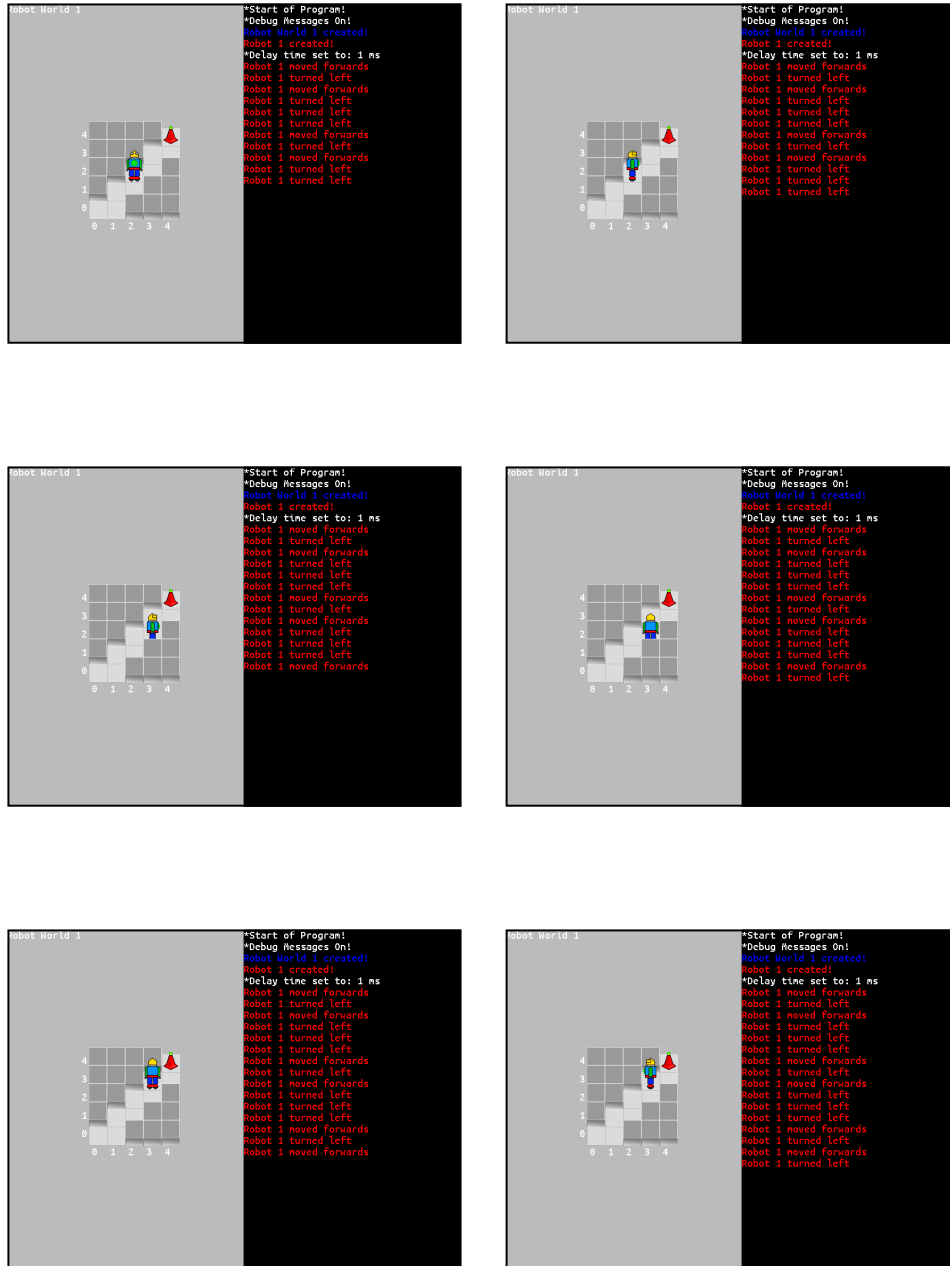 Robot World 1
*Start of Program!
*Debug Messages On!
Robot World 1 created!
Robot 1 created!
*Delay time set to: 1 ms
Robot 1 moved forwards
Robot 1 turned left
Robot 1 moved forwards
Robot 1 turned left
Robot 1 turned left
Robot 1 turned left
Robot 1 moved forwards
Robot 1 turned left
Robot 1 moved forwards
Robot 1 turned left
Robot 1 turned left
4
3
2
1
0
0 1 2 3 4
Robot World 1
*Start of Program!
*Debug Messages On!
Robot World 1 created!
Robot 1 created!
*Delay time set to: 1 ms
Robot 1 moved forwards
Robot 1 turned left
Robot 1 moved forwards
Robot 1 turned left
Robot 1 turned left
Robot 1 turned left
Robot 1 moved forwards
Robot 1 turned left
Robot 1 moved forwards
Robot 1 turned left
Robot 1 turned left
Robot 1 turned left
4
3
2
1
0
0 1 2 3 4
Robot World 1
*Start of Program!
*Debug Messages On!
Robot World 1 created!
Robot 1 created!
*Delay time set to: 1 ms
Robot 1 moved forwards
Robot 1 turned left
Robot 1 moved forwards
Robot 1 turned left
Robot 1 turned left
Robot 1 turned left
Robot 1 moved forwards
Robot 1 turned left
Robot 1 moved forwards
Robot 1 turned left
Robot 1 turned left
Robot 1 turned left
Robot 1 moved forwards
4
3
2
1
0
0 1 2 3 4
Robot World 1
*Start of Program!
*Debug Messages On!
Robot World 1 created!
Robot 1 created!
*Delay time set to: 1 ms
Robot 1 moved forwards
Robot 1 turned left
Robot 1 moved forwards
Robot 1 turned left
Robot 1 turned left
Robot 1 turned left
Robot 1 moved forwards
Robot 1 turned left
Robot 1 moved forwards
Robot 1 turned left
Robot 1 turned left
Robot 1 turned left
Robot 1 moved forwards
Robot 1 turned left
4
3
2
1
0
0 1 2 3 4
Robot World 1
*Start of Program!
*Debug Messages On!
Robot World 1 created!
Robot 1 created!
*Delay time set to: 1 ms
Robot 1 moved forwards
Robot 1 turned left
Robot 1 moved forwards
Robot 1 turned left
Robot 1 turned left
Robot 1 turned left
Robot 1 moved forwards
Robot 1 turned left
Robot 1 moved forwards
Robot 1 turned left
Robot 1 turned left
Robot 1 turned left
Robot 1 moved forwards
Robot 1 turned left
Robot 1 moved forwards
4
3
2
1
0
0 1 2 3 4
Robot World 1
*Start of Program!
*Debug Messages On!
Robot World 1 created!
Robot 1 created!
*Delay time set to: 1 ms
Robot 1 moved forwards
Robot 1 turned left
Robot 1 moved forwards
Robot 1 turned left
Robot 1 turned left
Robot 1 turned left
Robot 1 moved forwards
Robot 1 turned left
Robot 1 moved forwards
Robot 1 turned left
Robot 1 turned left
Robot 1 turned left
Robot 1 moved forwards
Robot 1 turned left
Robot 1 moved forwards
Robot 1 turned left
4
3
2
1
0
0 1 2 3 4